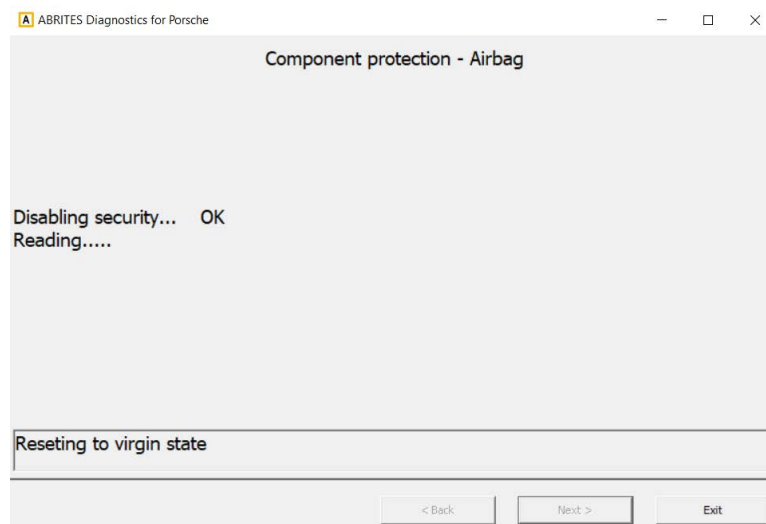 A ABRITES Diagnostics for Porsche
Component protection - Airbag
Disabling security... OK
Reading.....
Reseting to virgin state
< Back Next > Exit